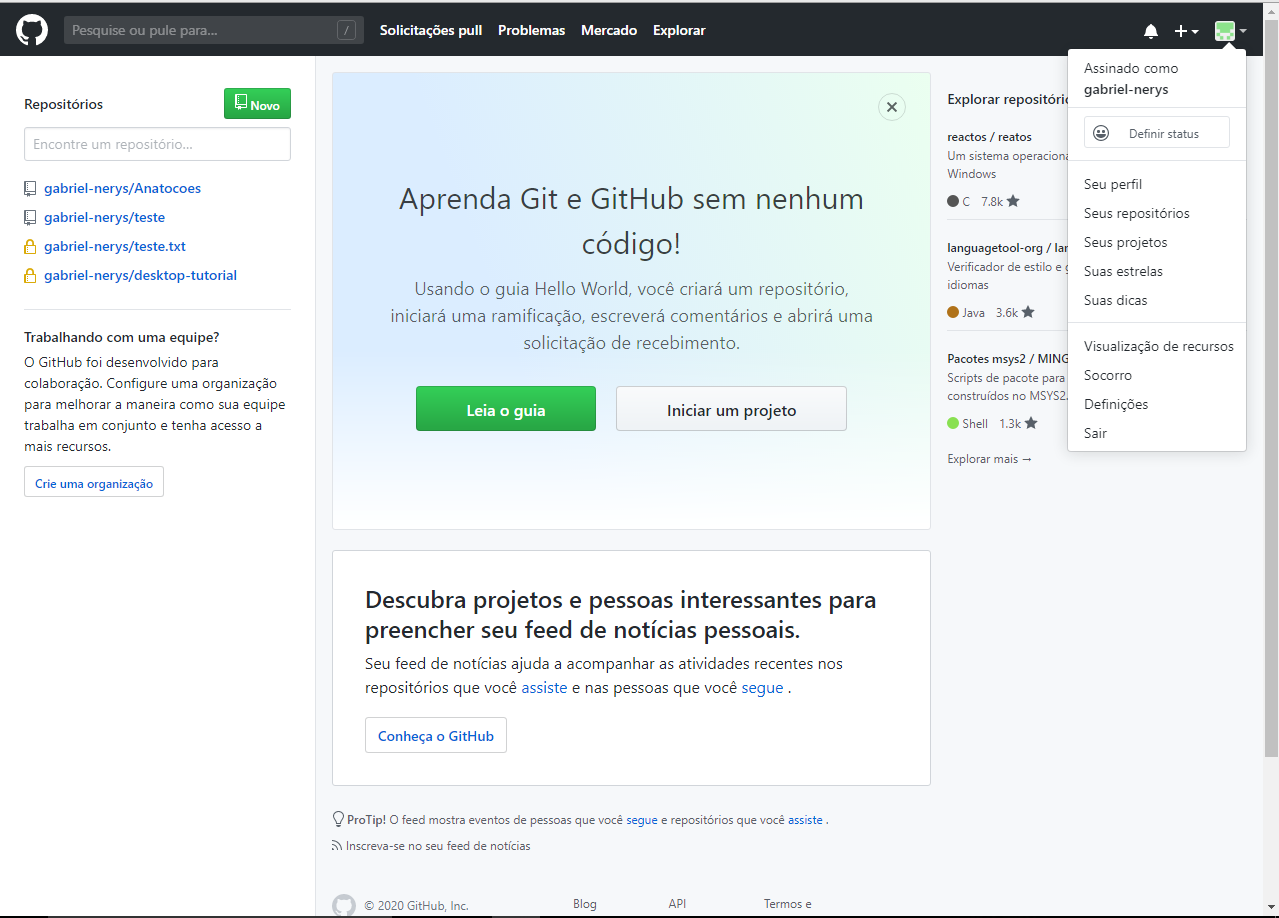 Pesquise ou pule para...
/
Solicitações pull
Problemas
Mercado
Explorar
Repositórios
Novo
Encontre um repositório...
gabriel-nerys/Anatocoes
gabriel-nerys/teste
gabriel-nerys/teste.txt
gabriel-nerys/desktop-tutorial
Trabalhando com uma equipe?
O GitHub foi desenvolvido para
colaboração. Configure uma organização
para melhorar a maneira como sua equipe
trabalha em conjunto e tenha acesso a
mais recursos.
Crie uma organização
Aprenda Git e GitHub sem nenhum
código!
Usando o guia Hello World, você criará um repositório,
iniciará uma ramificação, escreverá comentários e abrirá uma
solicitação de recebimento.
Leia o guia
Iniciar um projeto
Descubra projetos e pessoas interessantes para
preencher seu feed de notícias pessoais.
Seu feed de notícias ajuda a acompanhar as atividades recentes nos
repositórios que você assiste e nas pessoas que você segue .
Conheça o GitHub
ProTip! O feed mostra eventos de pessoas que você segue e repositórios que você assiste .
Inscreva-se no seu feed de notícias
© 2020 GitHub, Inc.
Blog
API
Termos e
Explorar repositório
reactos / reatos
Um sistema operaciona
Windows
C 7.8k
languagetool-org / lan
Verificador de estilo e g
idiomas
Java 3.6k
Pacotes msys2 / MING
Scripts de pacote para
construídos no MSYS2.
Shell 1.3k
Explorar mais →
Assinado como
gabriel-nerys
Definir status
Seu perfil
Seus repositórios
Seus projetos
Suas estrelas
Suas dicas
Visualização de recursos
Socorro
Definições
Sair